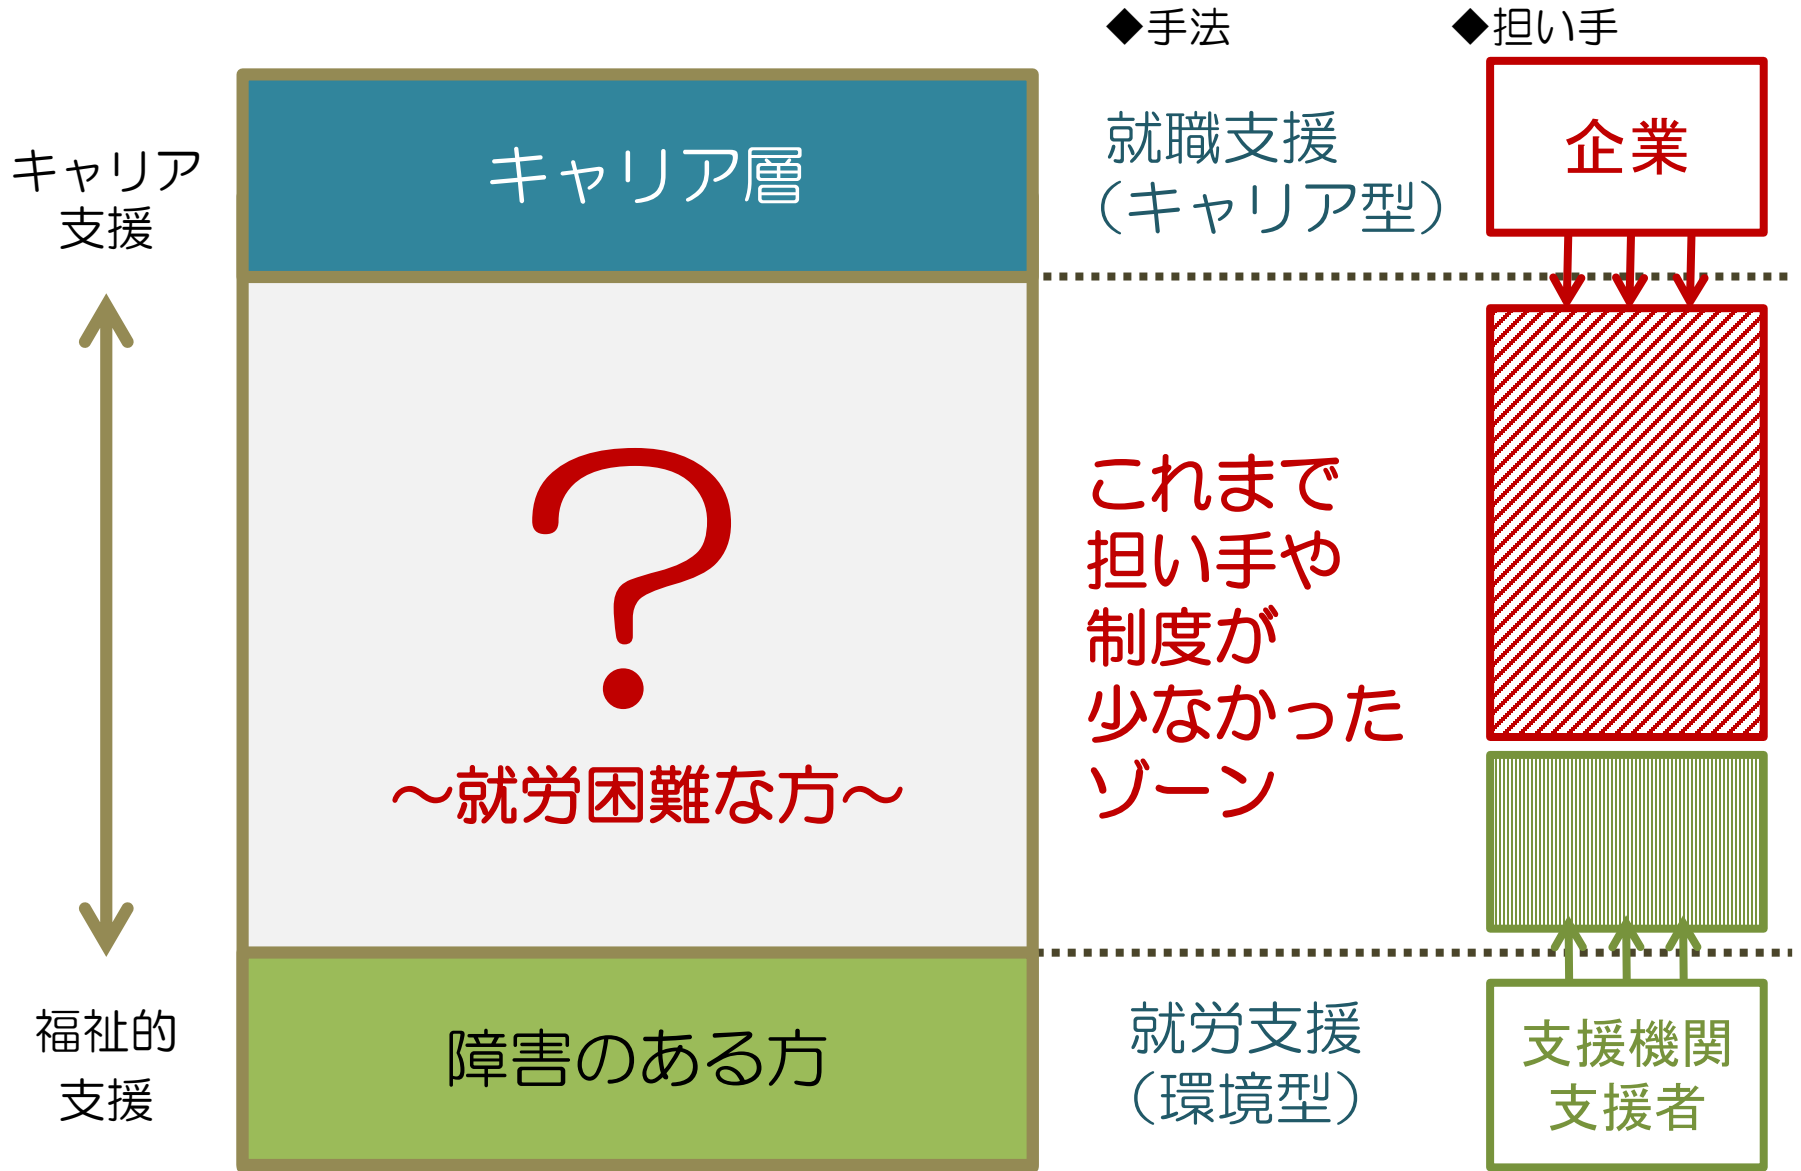 ◆手法
◆担い手
キャリア
支援
キャリア層
就職支援
（キャリア型）
企業
？
～就労困難な方～
これまで
担い手や
制度が
少なかった
ゾーン
福祉的
支援
障害のある方
就労支援
（環境型）
支援機関
支援者